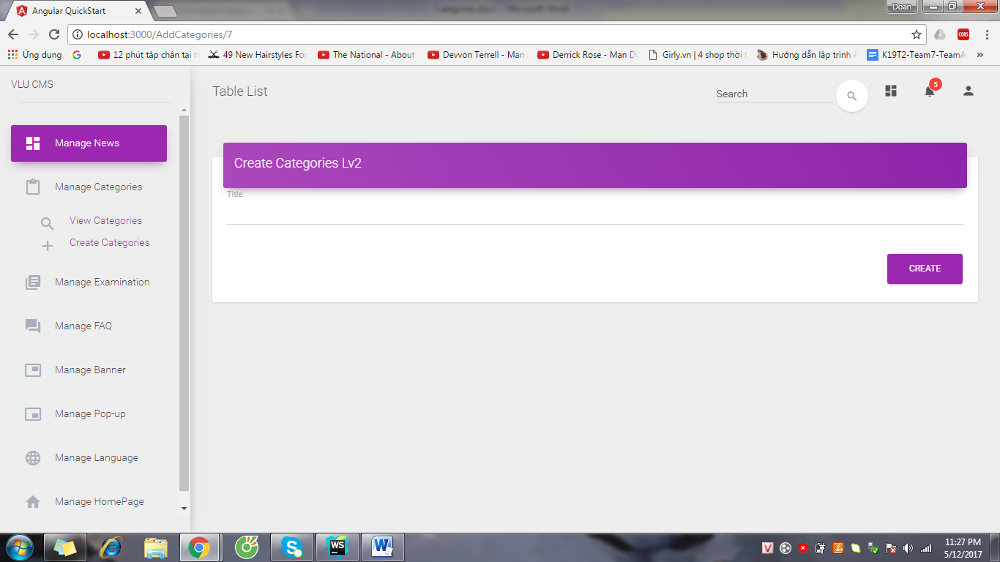 Angular QuickStart
Doan
localhost:3000/AddCategories/7
CORS
Ứng dụng
12 phút tập chân tại n
49 New Hairstyles For
The National - About
Devvon Terrell - Man
Derrick Rose - Man Do
Girly.vn | 4 shop thời t
Hướng dẫn lập trình A
K19T2-Team7-TeamA
VLU CMS
Table List
Search
5
Manage News
Create Categories Lv2
Manage Categories
Title
View Categories
Create Categories
CREATE
Manage Examination
Manage FAQ
Manage Banner
Manage Pop-up
Manage Language
Manage HomePage
WS
11:27 PM
5/12/2017